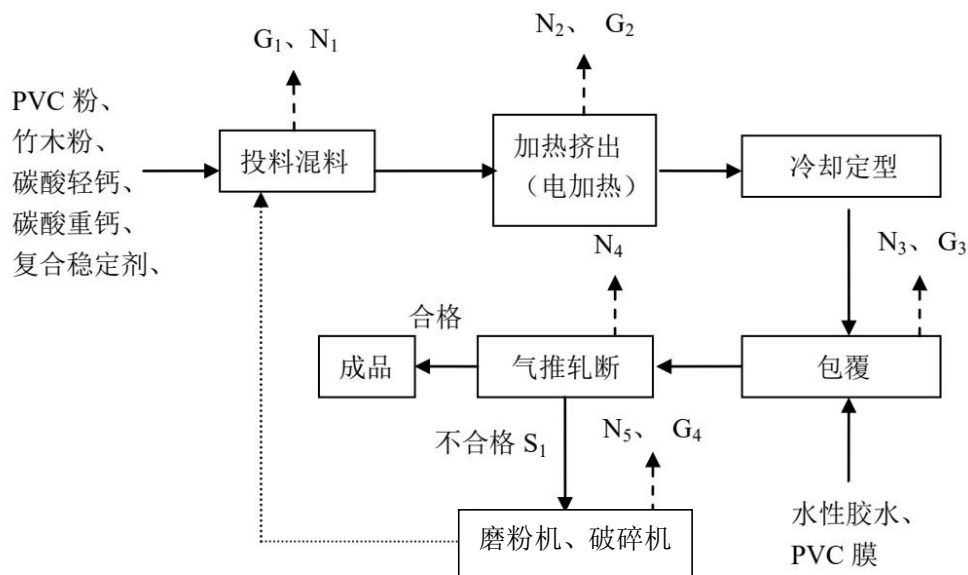 G₁、N₁
N₂、 G₂
PVC 粉、
竹木粉、
碳酸轻钙、
碳酸重钙、
复合稳定剂、
投料混料
加热挤出
（电加热）
冷却定型
N₄
N₃、 G₃
合格
成品
气推轧断
包覆
不合格 S₁
N₅、 G₄
磨粉机、破碎机
水性胶水、
PVC 膜